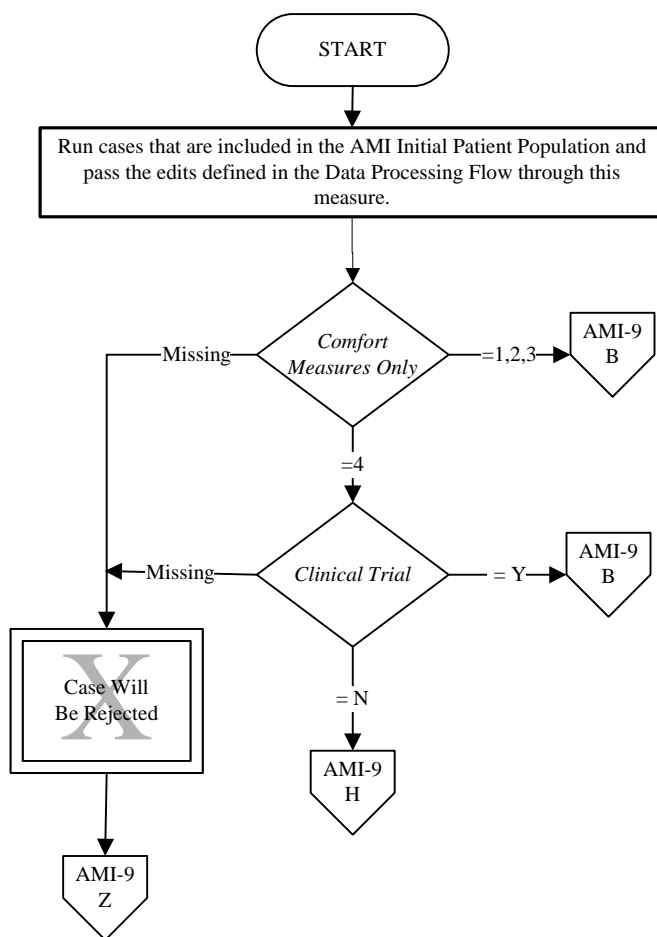 START
Run cases that are included in the AMI Initial Patient Population and
pass the edits defined in the Data Processing Flow through this
measure.
Comfort
Measures Only
Missing
=1,2,3
AMI-9
B
=4
Clinical Trial
Missing
= Y
AMI-9
B
X
Case Will
Be Rejected
= N
AMI-9
H
AMI-9
Z